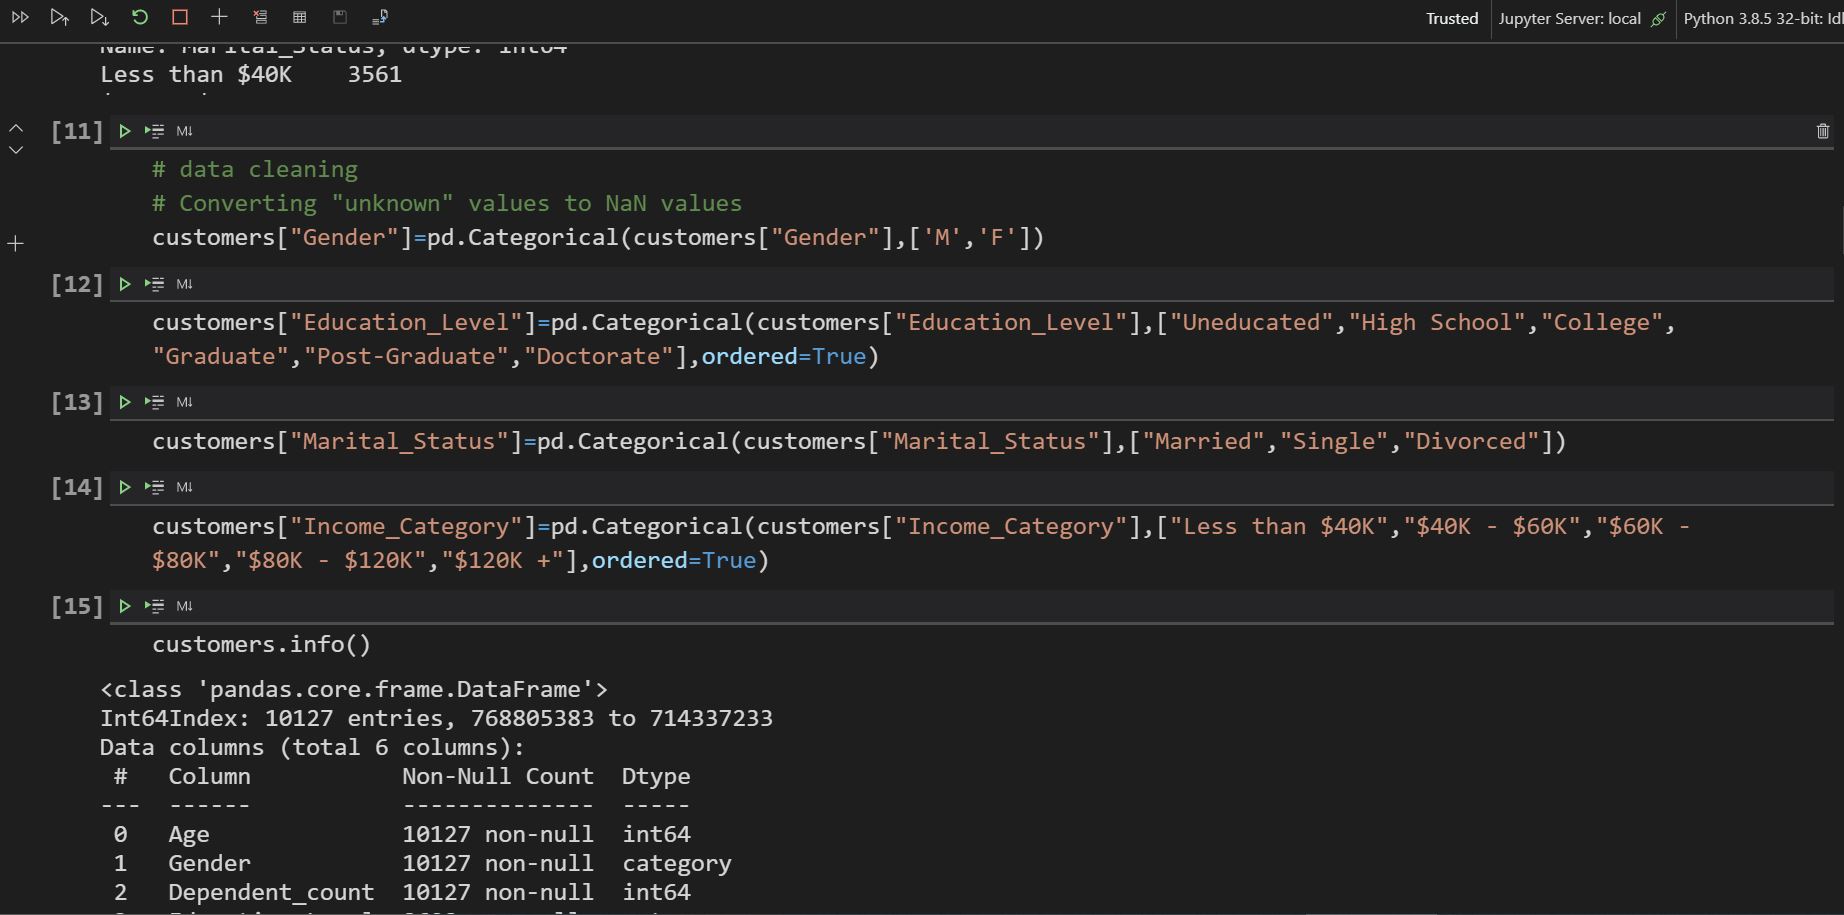 Trusted
Jupyter Server: local
Python 3.8.5 32-bit:
Name: Marital_Status, dtype: int64
Less than $40K    3561
[11]
M↓
# data cleaning
# Converting "unknown" values to NaN values
customers["Gender"]=pd.Categorical(customers["Gender"],['M','F'])
[12]
M↓
customers["Education_Level"]=pd.Categorical(customers["Education_Level"],["Uneducated","High School","College",
"Graduate","Post-Graduate","Doctorate"],ordered=True)
[13]
M↓
customers["Marital_Status"]=pd.Categorical(customers["Marital_Status"],["Married","Single","Divorced"])
[14]
M↓
customers["Income_Category"]=pd.Categorical(customers["Income_Category"],["Less than $40K","$40K - $60K","$60K -
$80K","$80K - $120K","$120K +"],ordered=True)
[15]
M↓
customers.info()
<class 'pandas.core.frame.DataFrame'>
Int64Index: 10127 entries, 768805383 to 714337233
Data columns (total 6 columns):
 #   Column           Non-Null Count  Dtype
---  ------           --------------  -----
 0   Age              10127 non-null  int64
 1   Gender           10127 non-null  category
 2   Dependent_count  10127 non-null  int64